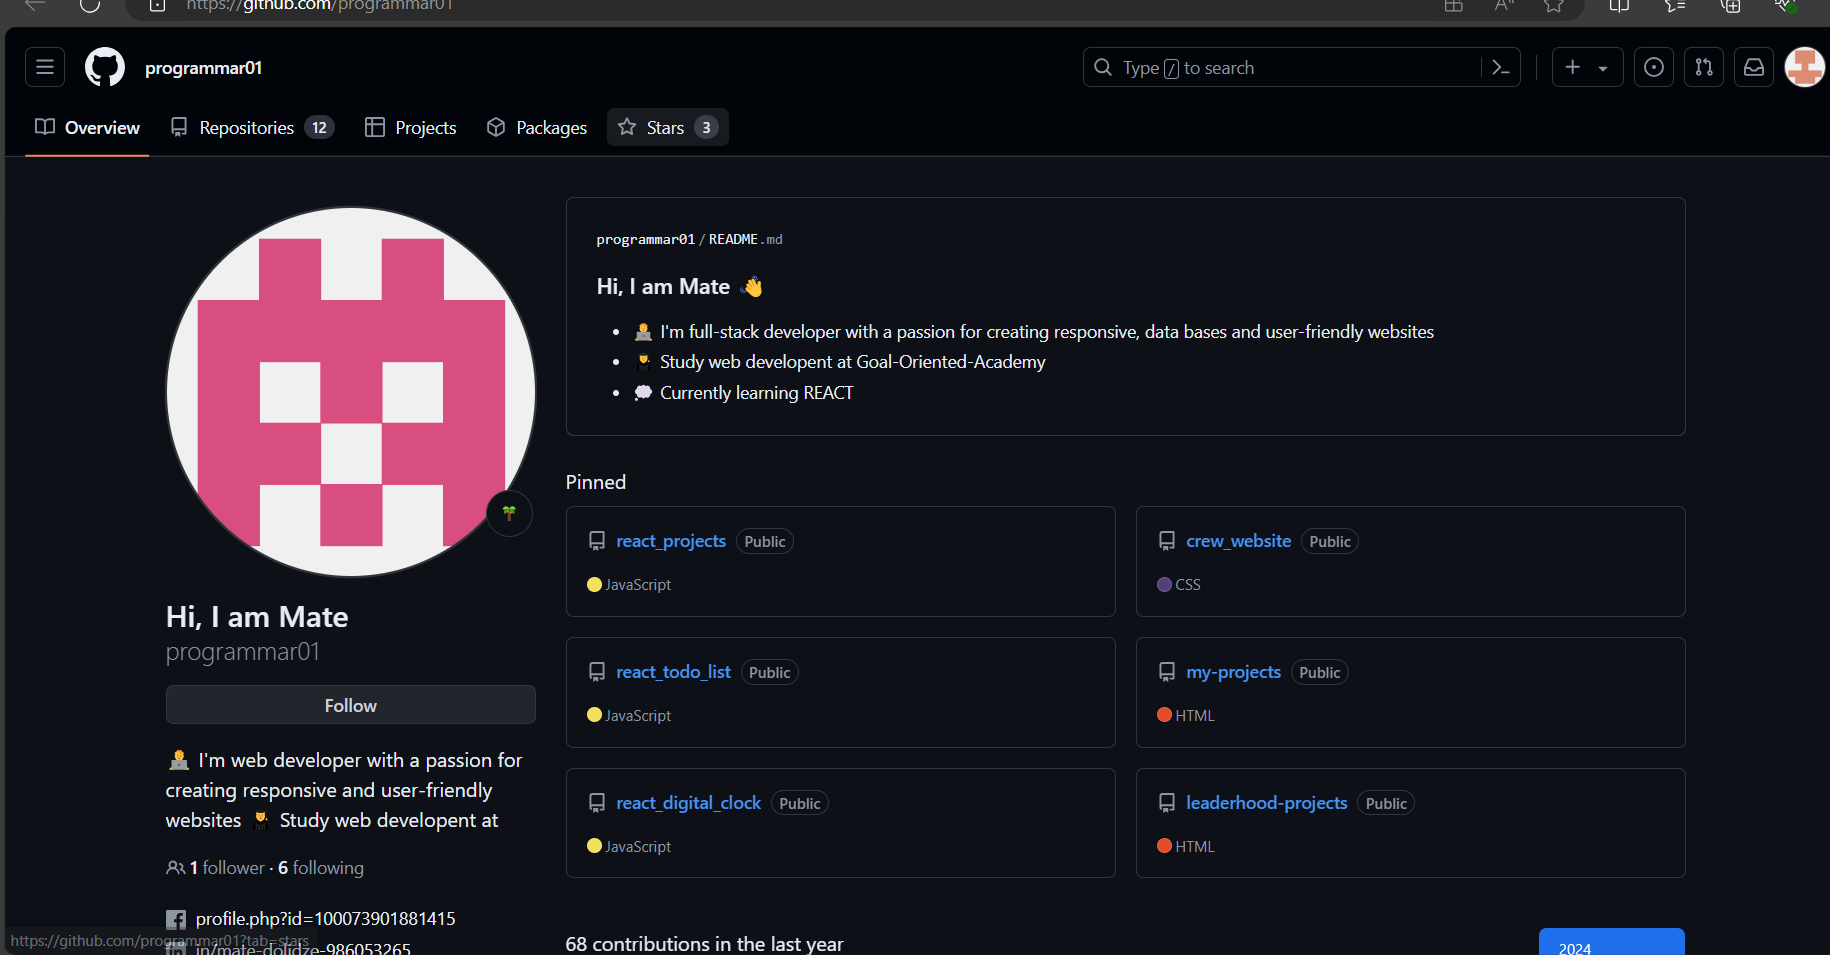 https://github.com/programmar01
programmar01
Type / to search
Overview
Repositories 12
Projects
Packages
Stars 3
programmar01/README.md
Hi, I am Mate 👋
I'm full-stack developer with a passion for creating responsive, data bases and user-friendly websites
Study web developent at Goal-Oriented-Academy
Currently learning REACT
Pinned
react_projects Public
JavaScript
crew_website Public
CSS
react_todo_list Public
JavaScript
my-projects Public
HTML
react_digital_clock Public
JavaScript
leaderhood-projects Public
HTML
68 contributions in the last year
2024
Hi, I am Mate
programmar01
Follow
I'm web developer with a passion for
creating responsive and user-friendly
websites Study web developent at
1 follower · 6 following
profile.php?id=100073901881415
in/mate-dolidze-986053265
https://github.com/programmar01?tab=stars